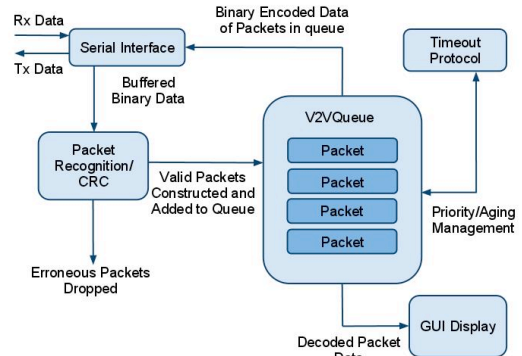 Rx Data
Tx Data
Serial Interface
Binary Encoded Data
of Packets in queue
Timeout
Protocol
Buffered
Binary Data
V2VQueue
Packet
Packet
Packet
Packet
Packet
Recognition/
CRC
Valid Packets
Constructed and
Added to Queue
Priority/Aging
Management
Erroneous Packets
Dropped
GUI Display
Decoded Packet
Data